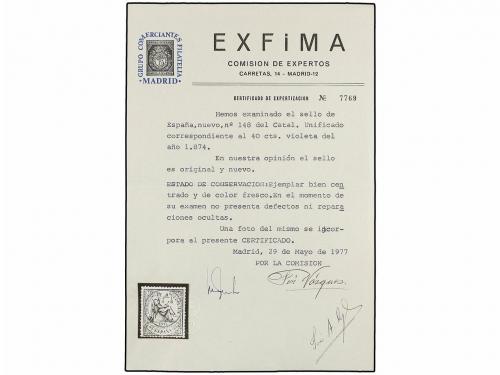 GRUPO COMERCIANTES FILATELIA
MADRID
EXFiMA
COMISION DE EXPERTOS
CARRETAS, 14 - MADRID-12
CERTIFICADO DE EXPERTIZACION № 7769
Hemos examinado el sello de
España,nuevo,nº 148 del Catal. Unificado
correspondiente al 40 cts. violeta del
año 1.874.
En nuestra opinión el sello
es original y nuevo.
ESTADO DE CONSERVACION:Ejemplar bien cen
trado y de color fresco.En el momento de
su examen no presenta defectos ni repar
aciones ocultas.
Una foto del mismo se incor-
pora al presente CERTIFICADO.
Madrid, 29 de Mayo de 1977
POR LA COMISION
ESPAÑA